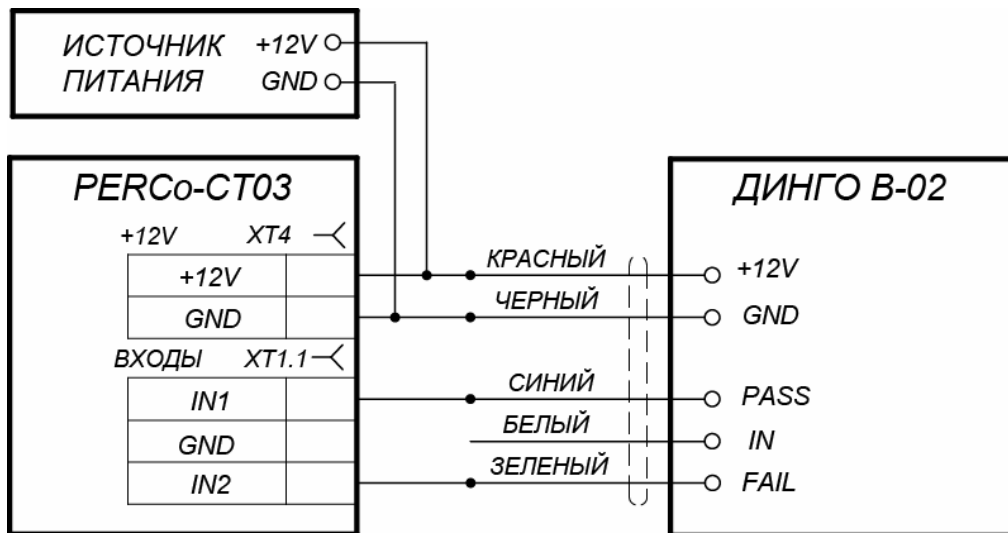 ИСТОЧНИК +12V
ПИТАНИЯ GND
PERCo-CT03
+12V XT4
+12V
GND
ВХОДЫ XT1.1
IN1
GND
IN2
КРАСНЫЙ
ЧЕРНЫЙ
СИНИЙ
БЕЛЫЙ
ЗЕЛЕНЫЙ
ДИНГО В-02
+12V
GND
PASS
IN
FAIL